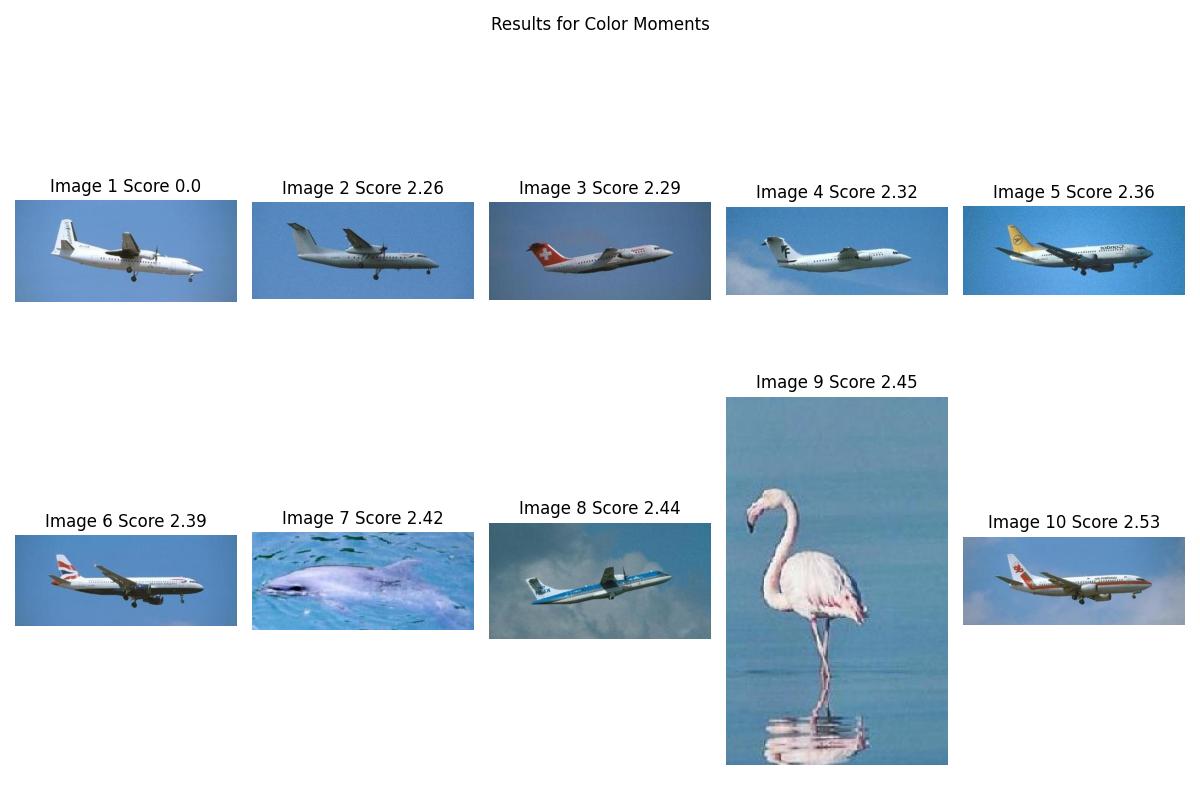 Results for Color Moments
Image 1 Score 0.0
Image 2 Score 2.26
Image 3 Score 2.29
Image 4 Score 2.32
Image 5 Score 2.36
Image 6 Score 2.39
Image 7 Score 2.42
Image 8 Score 2.44
Image 9 Score 2.45
Image 10 Score 2.53